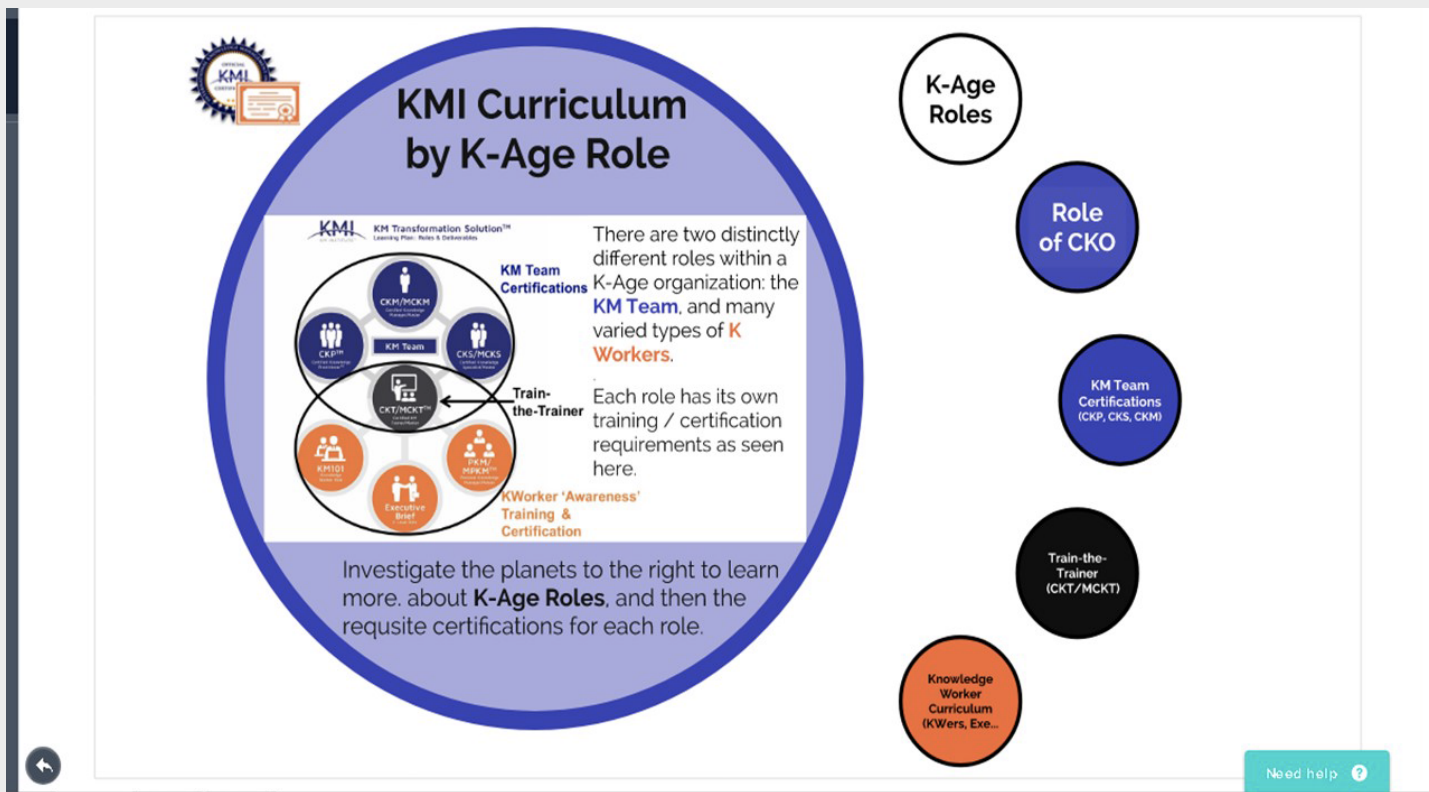 OFFICIAL
KMI
KMI Curriculum
by K-Age Role
KMI
KM Transformation Solution™
Learning Plan: Roles & Deliverables
CKM/MCKM
KM Team
Certifications
CKP™
KM Team
CKS/MCKS
CKT/MCKT™
Train-
the-Trainer
KM101
PKM/
MPKM™
Executive
Brief
KWorker ‘Awareness’
Training &
Certification
There are two distinctly
different roles within a
K-Age organization: the
KM Team, and many
varied types of K
Workers.
.
Each role has its own
training / certification
requirements as seen
here.
Investigate the planets to the right to learn
more. about K-Age Roles, and then the
requsite certifications for each role.
K-Age
Roles
Role
of CKO
KM Team
Certifications
(CKP, CKS, CKM)
Train-the-
Trainer
(CKT/MCKT)
Knowledge
Worker
Curriculum
(KWers, Exe...
Need help ?